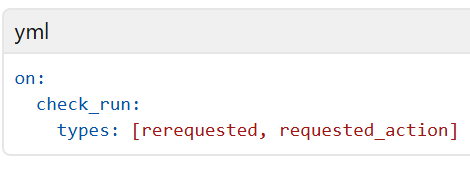 yml
on:
  check_run:
    types: [rerequested, requested_action]